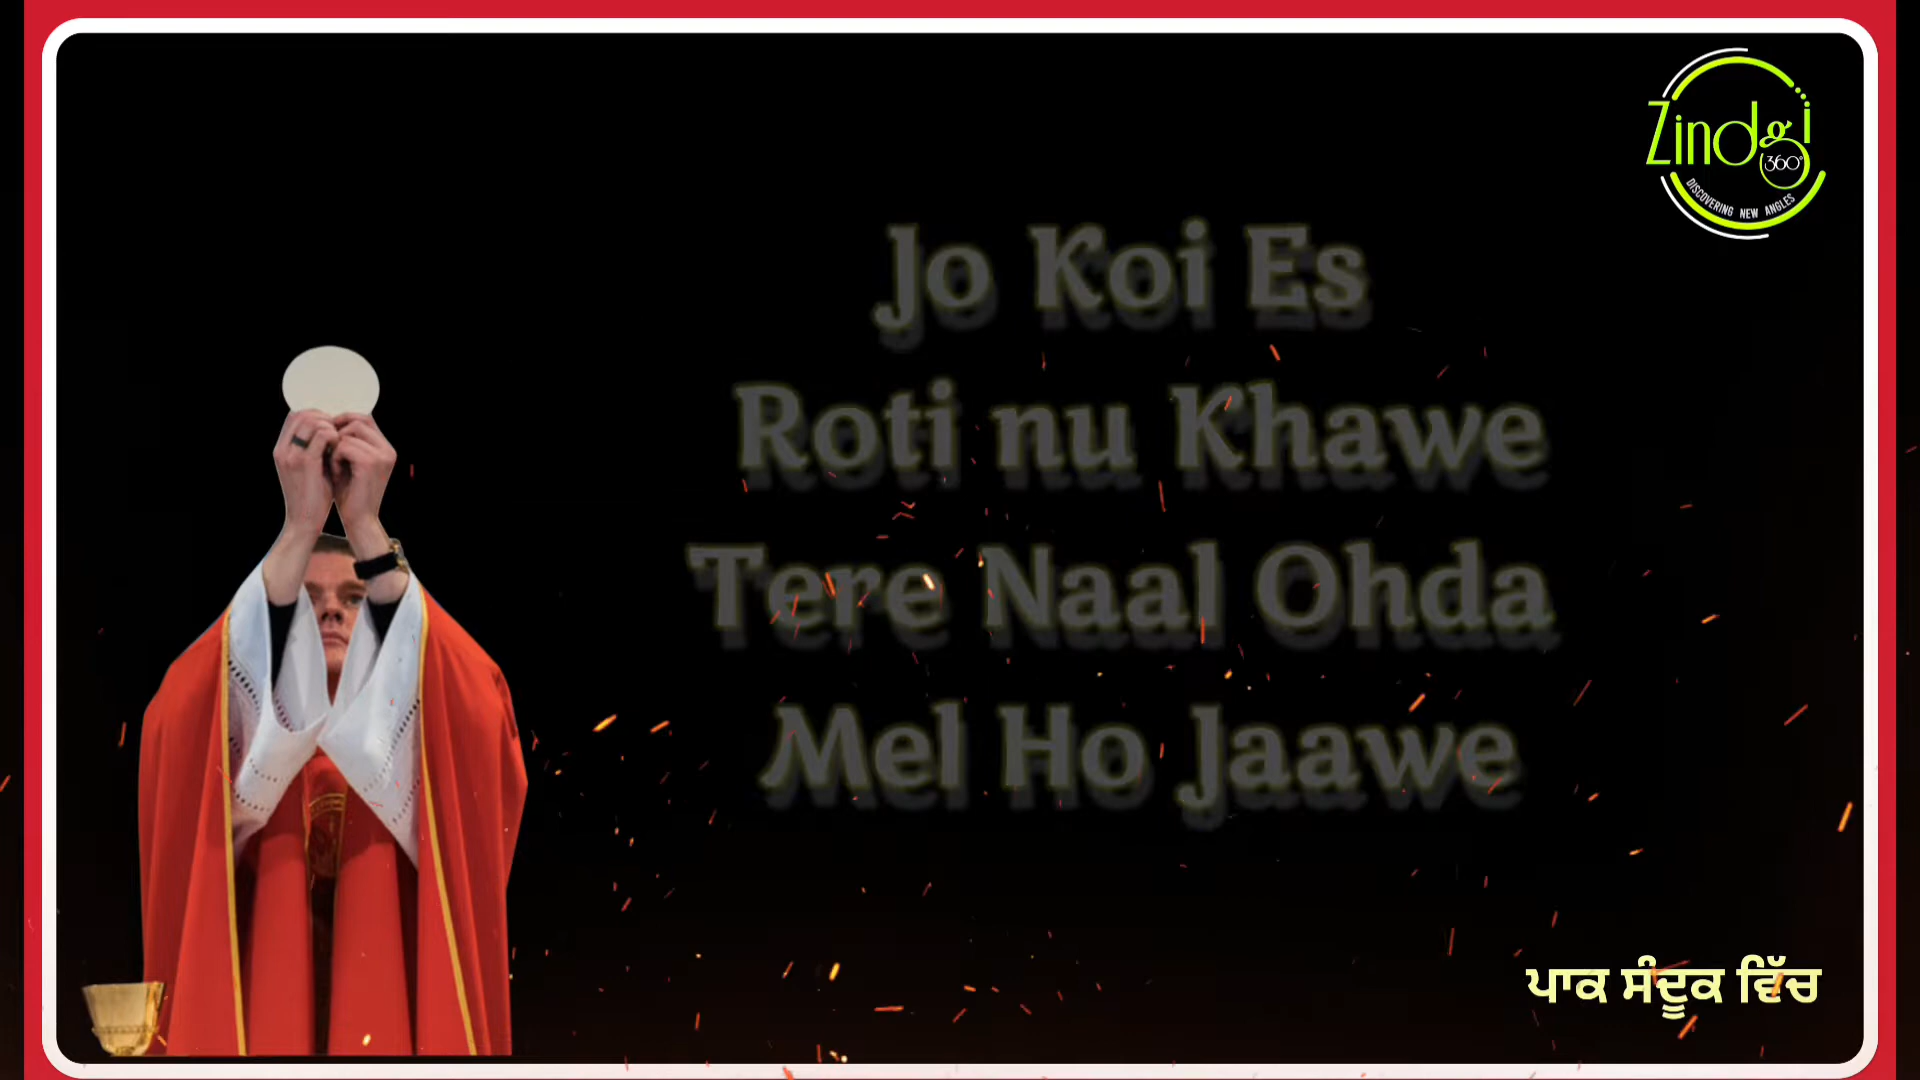 Zindgi
360°
DISCOVERING NEW ANGLES
Jo Koi Es
Roti nu Khawe
Tere Naal Ohda
Mel Ho Jaawe
ਪਾਕ ਸੰਦੂਕ ਵਿੱਚ